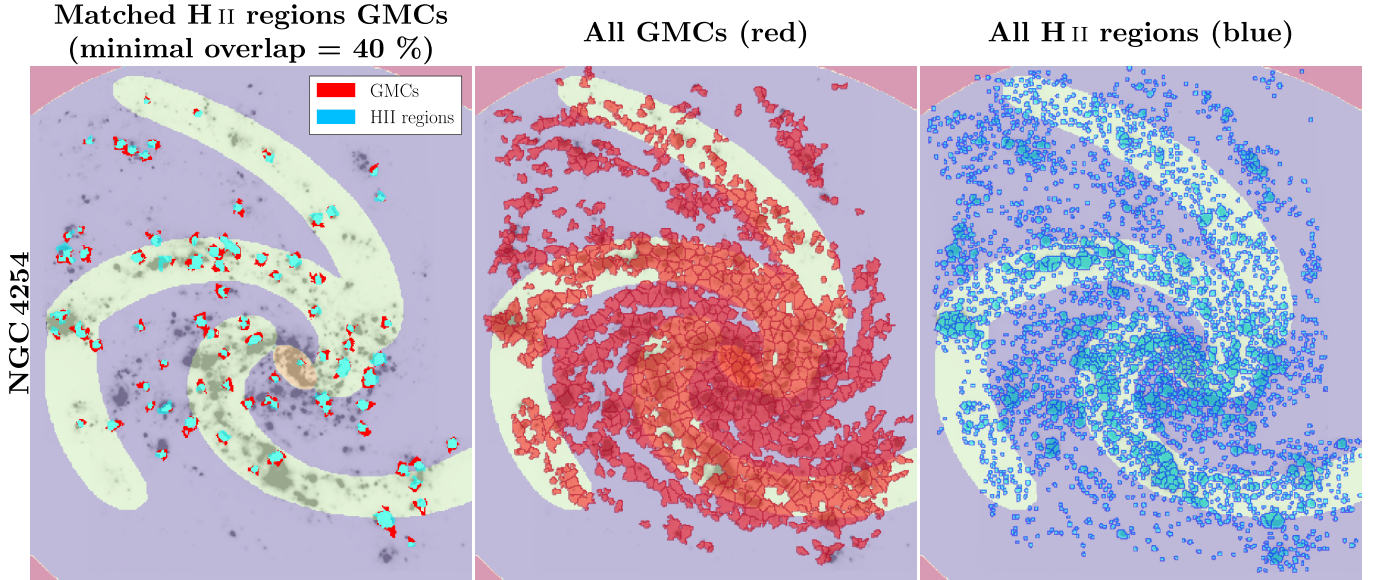 Matched H II regions GMCs
(minimal overlap = 40 %)
All GMCs (red)
All H II regions (blue)
GMCs
HII regions
NGC 4254